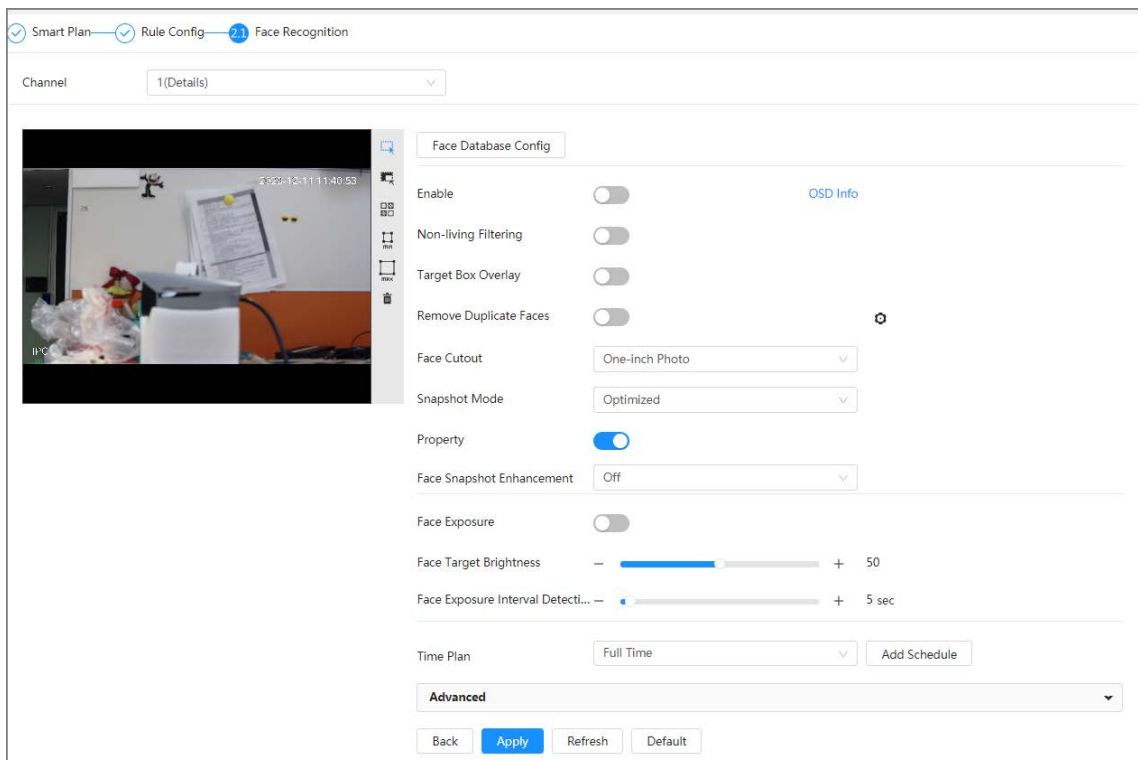 Smart Plan Rule Config 2.1 Face Recognition
Channel 1(Details)
Face Database Config
Enable OSD Info
Non-living Filtering
Target Box Overlay
Remove Duplicate Faces
Face Cutout One-inch Photo
Snapshot Mode Optimized
Property
Face Snapshot Enhancement Off
Face Exposure
Face Target Brightness − + 50
Face Exposure Interval Detecti... − + 5 sec
Time Plan Full Time Add Schedule
Advanced
Back Apply Refresh Default
11:40:53
IPC
min
max